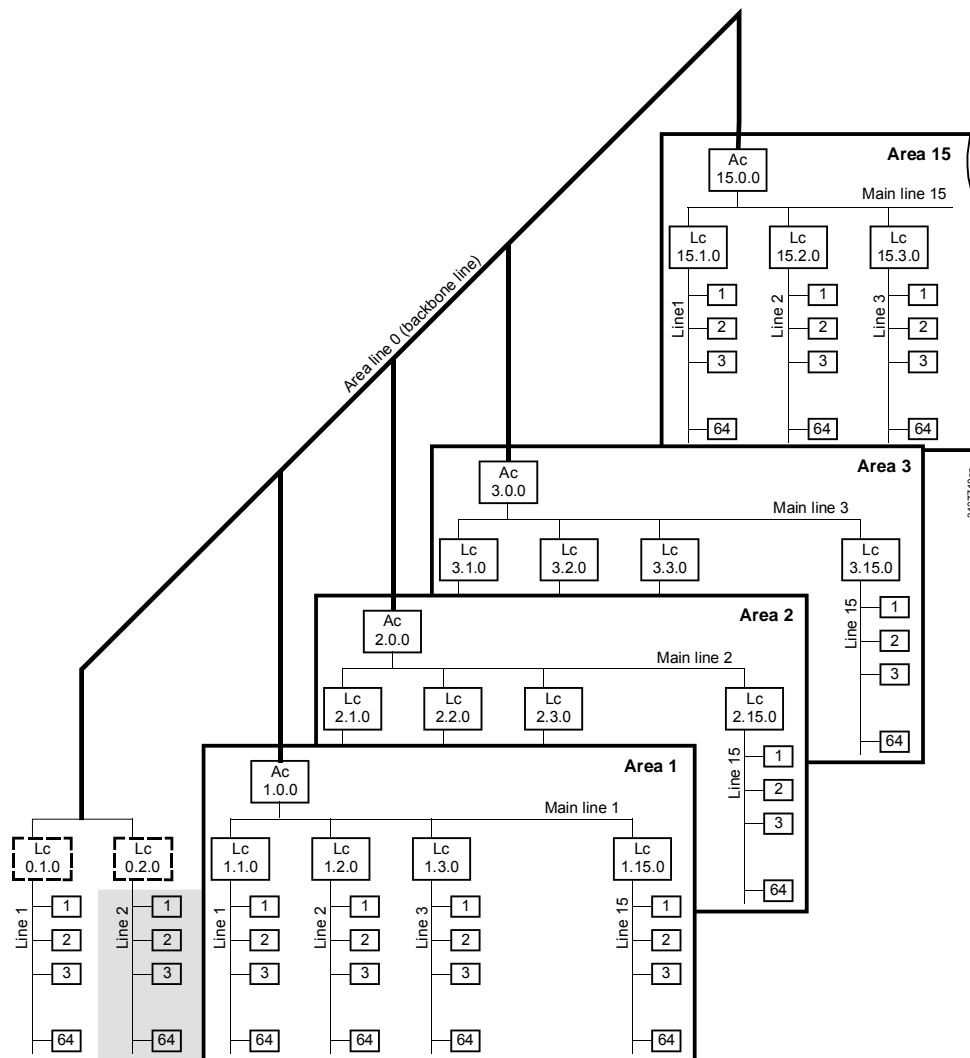 Area 15
Ac
15.0.0
Main line 15
Lc
15.1.0
Lc
15.2.0
Lc
15.3.0
Line1
1
2
3
64
Line 2
1
2
3
64
Line 3
1
2
3
64
Area line 0 (backbone line)
Area 3
Ac
3.0.0
Main line 3
Lc
3.1.0
Lc
3.2.0
Lc
3.3.0
Lc
3.15.0
Line 15
1
2
3
64
Area 2
Ac
2.0.0
Main line 2
Lc
2.1.0
Lc
2.2.0
Lc
2.3.0
Lc
2.15.0
Line 15
1
2
3
64
Area 1
Ac
1.0.0
Main line 1
Lc
0.1.0
Line 1
1
2
3
64
Lc
0.2.0
Line 2
1
2
3
64
Lc
1.1.0
Line 1
1
2
3
64
Lc
1.2.0
Line 2
1
2
3
64
Lc
1.3.0
Line 3
1
2
3
64
Lc
1.15.0
Line 15
1
2
3
64